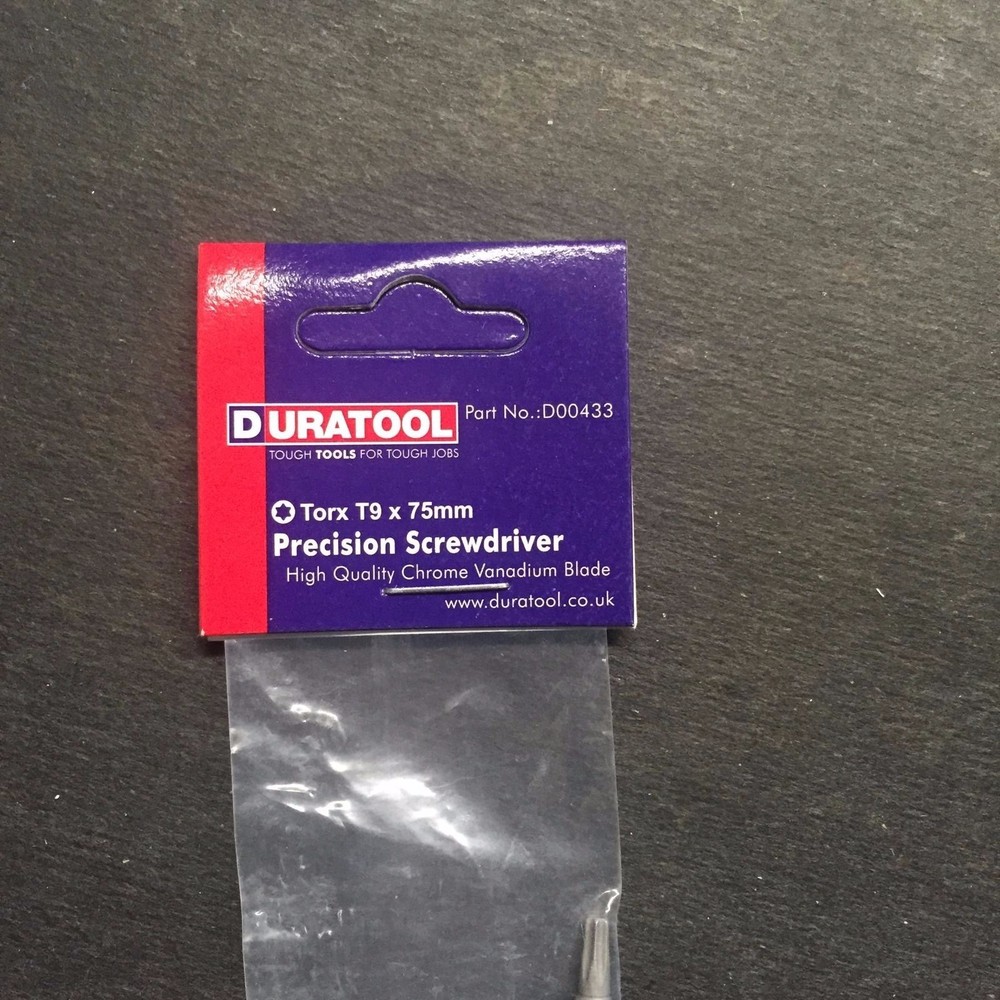 DURATOOL Part No.:D00433
TOUGH TOOLS FOR TOUGH JOBS
Torx T9 x 75mm
Precision Screwdriver
High Quality Chrome Vanadium Blade
www.duratool.co.uk